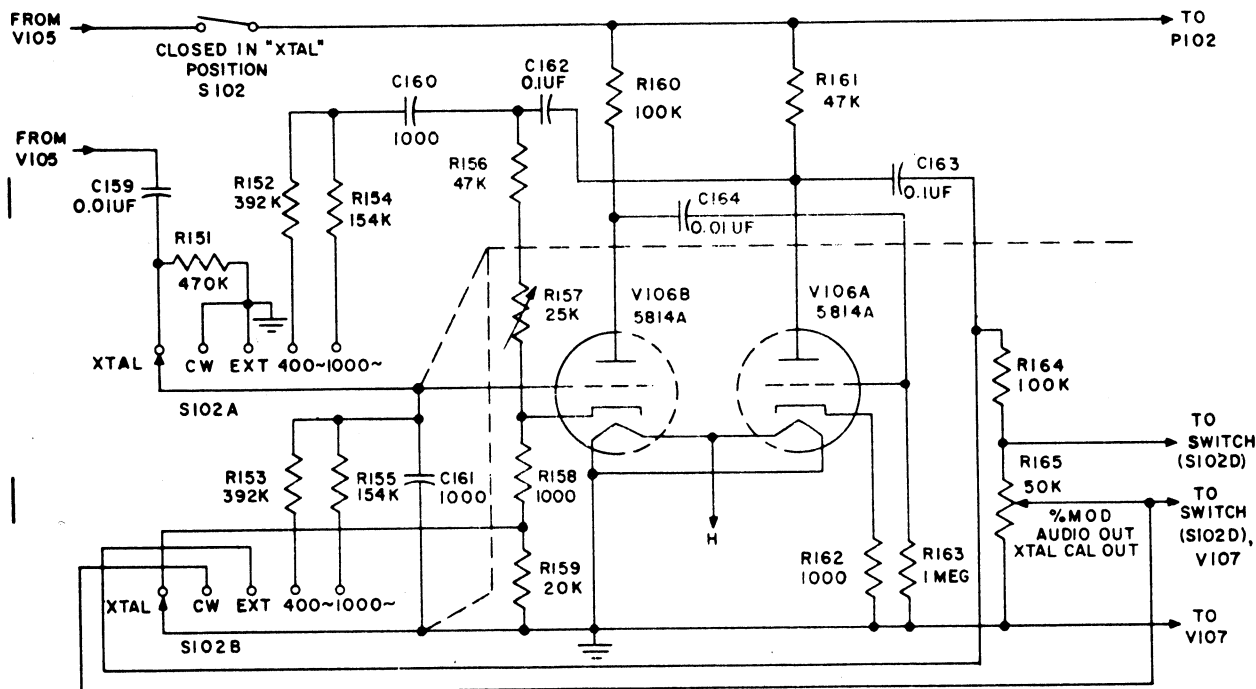 FROM
V105
CLOSED IN "XTAL"
POSITION
S102
TO
P102
C160
1000
C162
0.1UF
R160
100K
R161
47K
FROM
V105
C159
0.01UF
R152
392K
R154
154K
R156
47K
C163
0.1UF
C164
0.01UF
R151
470K
R157
25K
V106B
5814A
V106A
5814A
XTAL
CW
EXT
400~
1000~
S102A
R164
100K
TO
SWITCH
(S102D)
R153
392K
R155
154K
C161
1000
R158
1000
R165
50K
%MOD
AUDIO OUT
XTAL CAL OUT
TO
SWITCH
(S102D),
V107
H
R162
1000
R163
1 MEG
R159
20K
XTAL
CW
EXT
400~
1000~
S102B
TO
V107